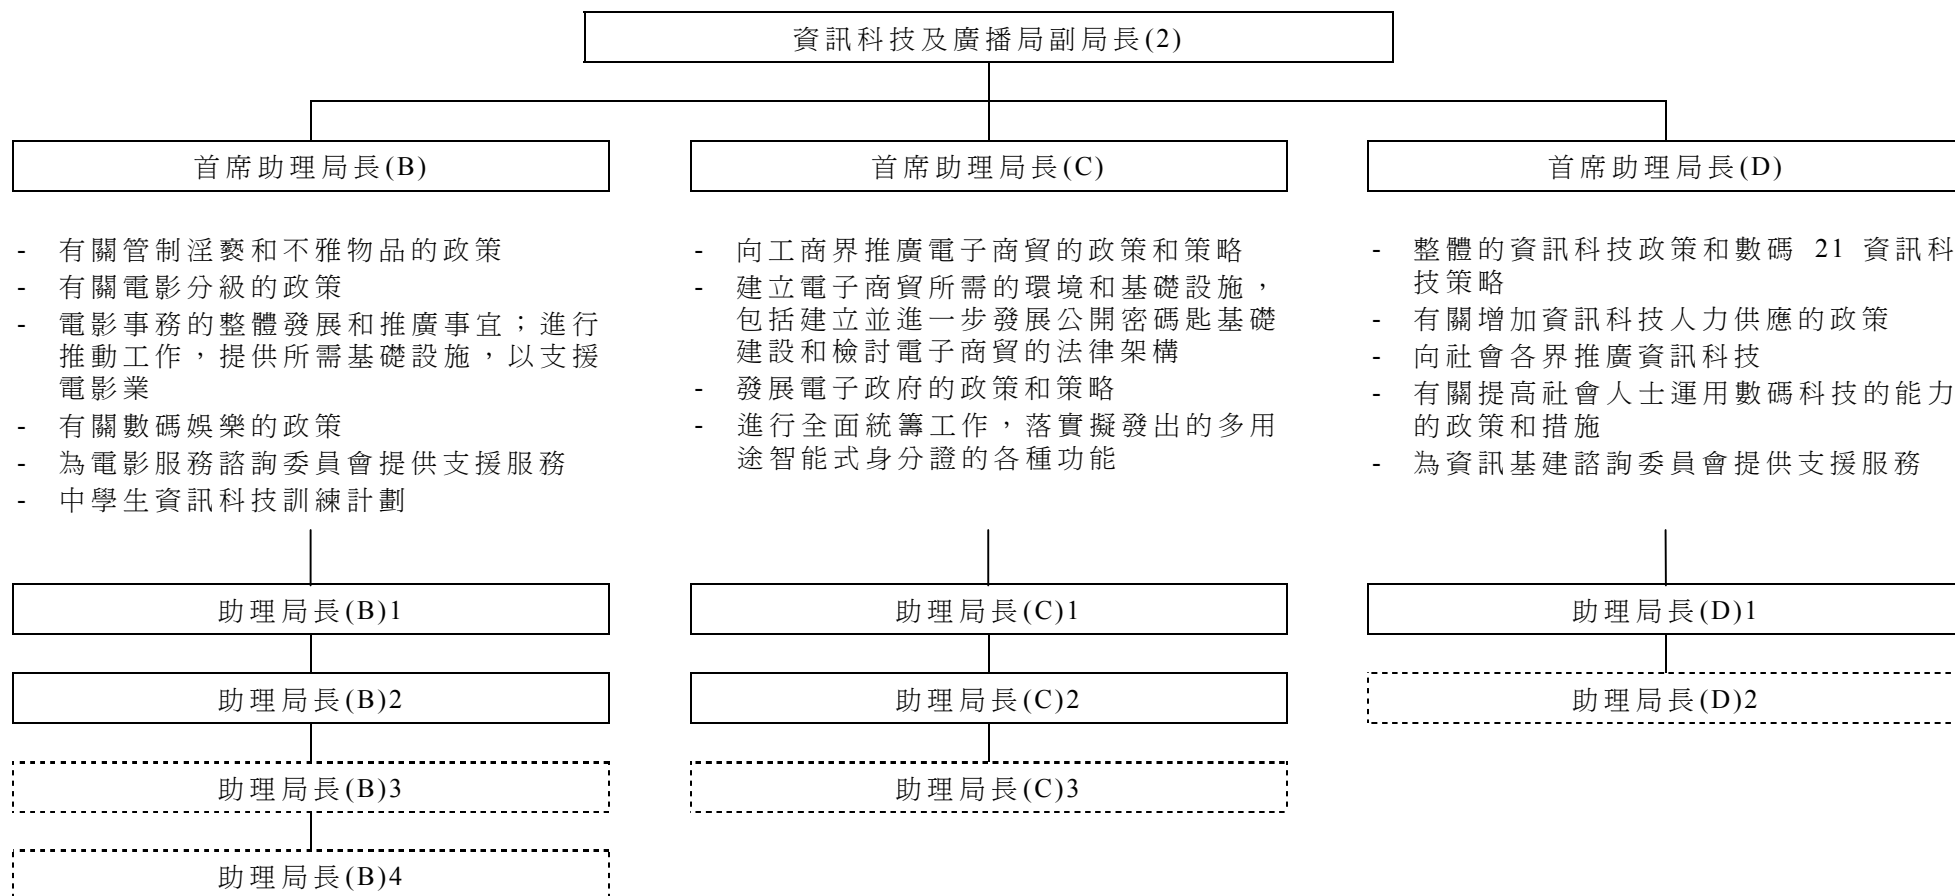 資訊科技及廣播局副局長(2)
首席助理局長(B)
- 有關管制淫褻和不雅物品的政策
- 有關電影分級的政策
- 電影事務的整體發展和推廣事宜；進行
推動工作，提供所需基礎設施，以支援
電影業
- 有關數碼娛樂的政策
- 為電影服務諮詢委員會提供支援服務
- 中學生資訊科技訓練計劃
助理局長(B)1
助理局長(B)2
助理局長(B)3
助理局長(B)4
首席助理局長(C)
- 向工商界推廣電子商貿的政策和策略
- 建立電子商貿所需的環境和基礎設施，
包括建立並進一步發展公開密碼匙基礎
建設和檢討電子商貿的法律架構
- 發展電子政府的政策和策略
- 進行全面統籌工作，落實擬發出的多用
途智能式身分證的各種功能
助理局長(C)1
助理局長(C)2
助理局長(C)3
首席助理局長(D)
- 整體的資訊科技政策和數碼 21 資訊科
技策略
- 有關增加資訊科技人力供應的政策
- 向社會各界推廣資訊科技
- 有關提高社會人士運用數碼科技的能力
的政策和措施
- 為資訊基建諮詢委員會提供支援服務
助理局長(D)1
助理局長(D)2